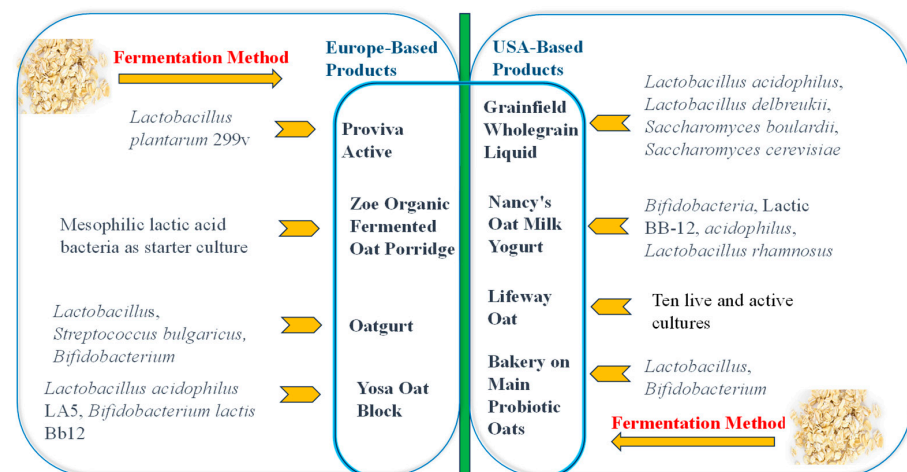 Fermentation Method
Europe-Based
Products
Lactobacillus
plantarum 299v
Proviva
Active
Mesophilic lactic acid
bacteria as starter culture
Zoe Organic
Fermented
Oat Porridge
Lactobacillus,
Streptococcus bulgaricus,
Bifidobacterium
Oatgurt
Lactobacillus acidophilus
LA5, Bifidobacterium lactis
Bb12
Yosa Oat
Block
USA-Based
Products
Grainfield
Wholegrain
Liquid
Lactobacillus acidophilus,
Lactobacillus delbreukii,
Saccharomyces boulardii,
Saccharomyces cerevisiae
Nancy's
Oat Milk
Yogurt
Bifidobacteria, Lactic
BB-12, acidophilus,
Lactobacillus rhamnosus
Lifeway
Oat
Ten live and active
cultures
Bakery on
Main
Probiotic
Oats
Lactobacillus,
Bifidobacterium
Fermentation Method